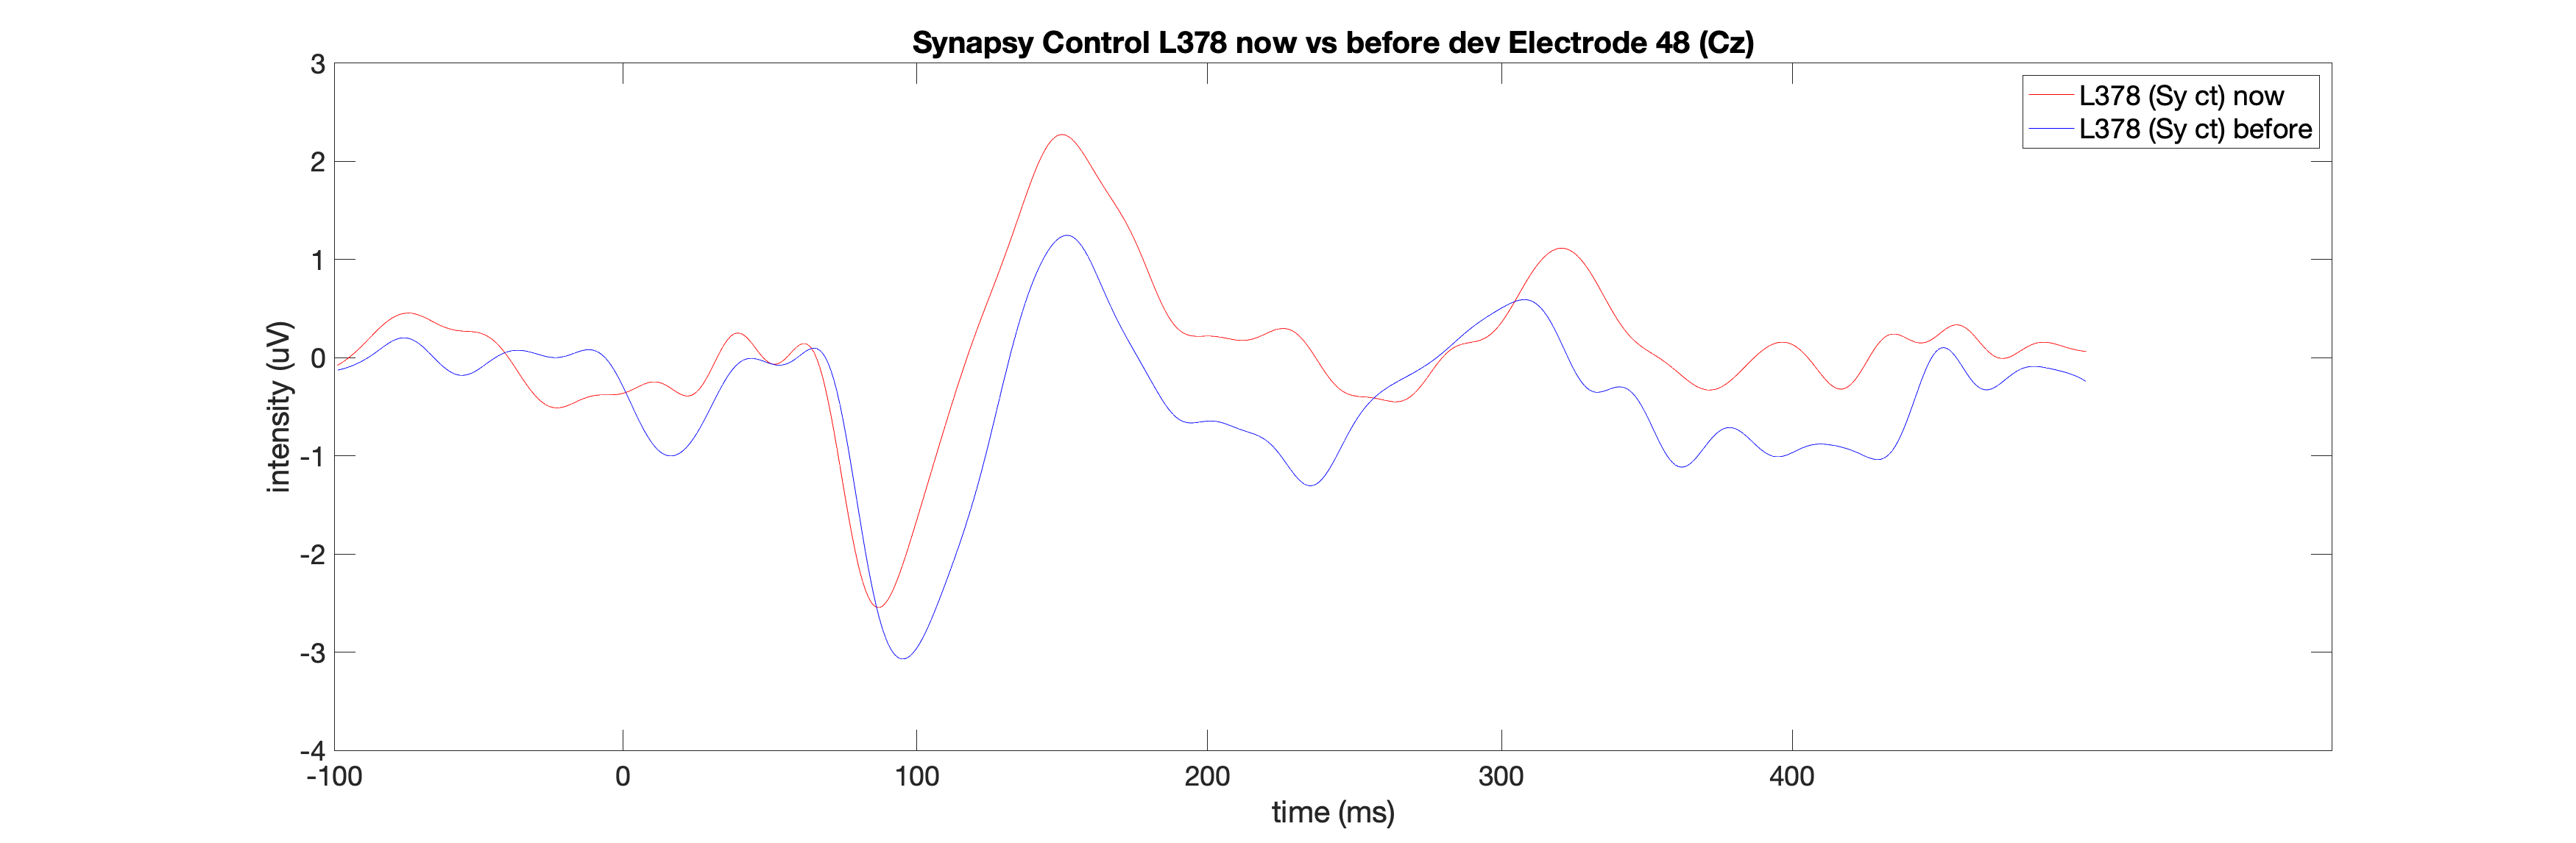 Synapsy Control L378 now vs before dev Electrode 48 (Cz)
3
2
1
0
-1
-2
-3
-4
intensity (uV)
L378 (Sy ct) now
L378 (Sy ct) before
-100 0 100 200 300 400
time (ms)